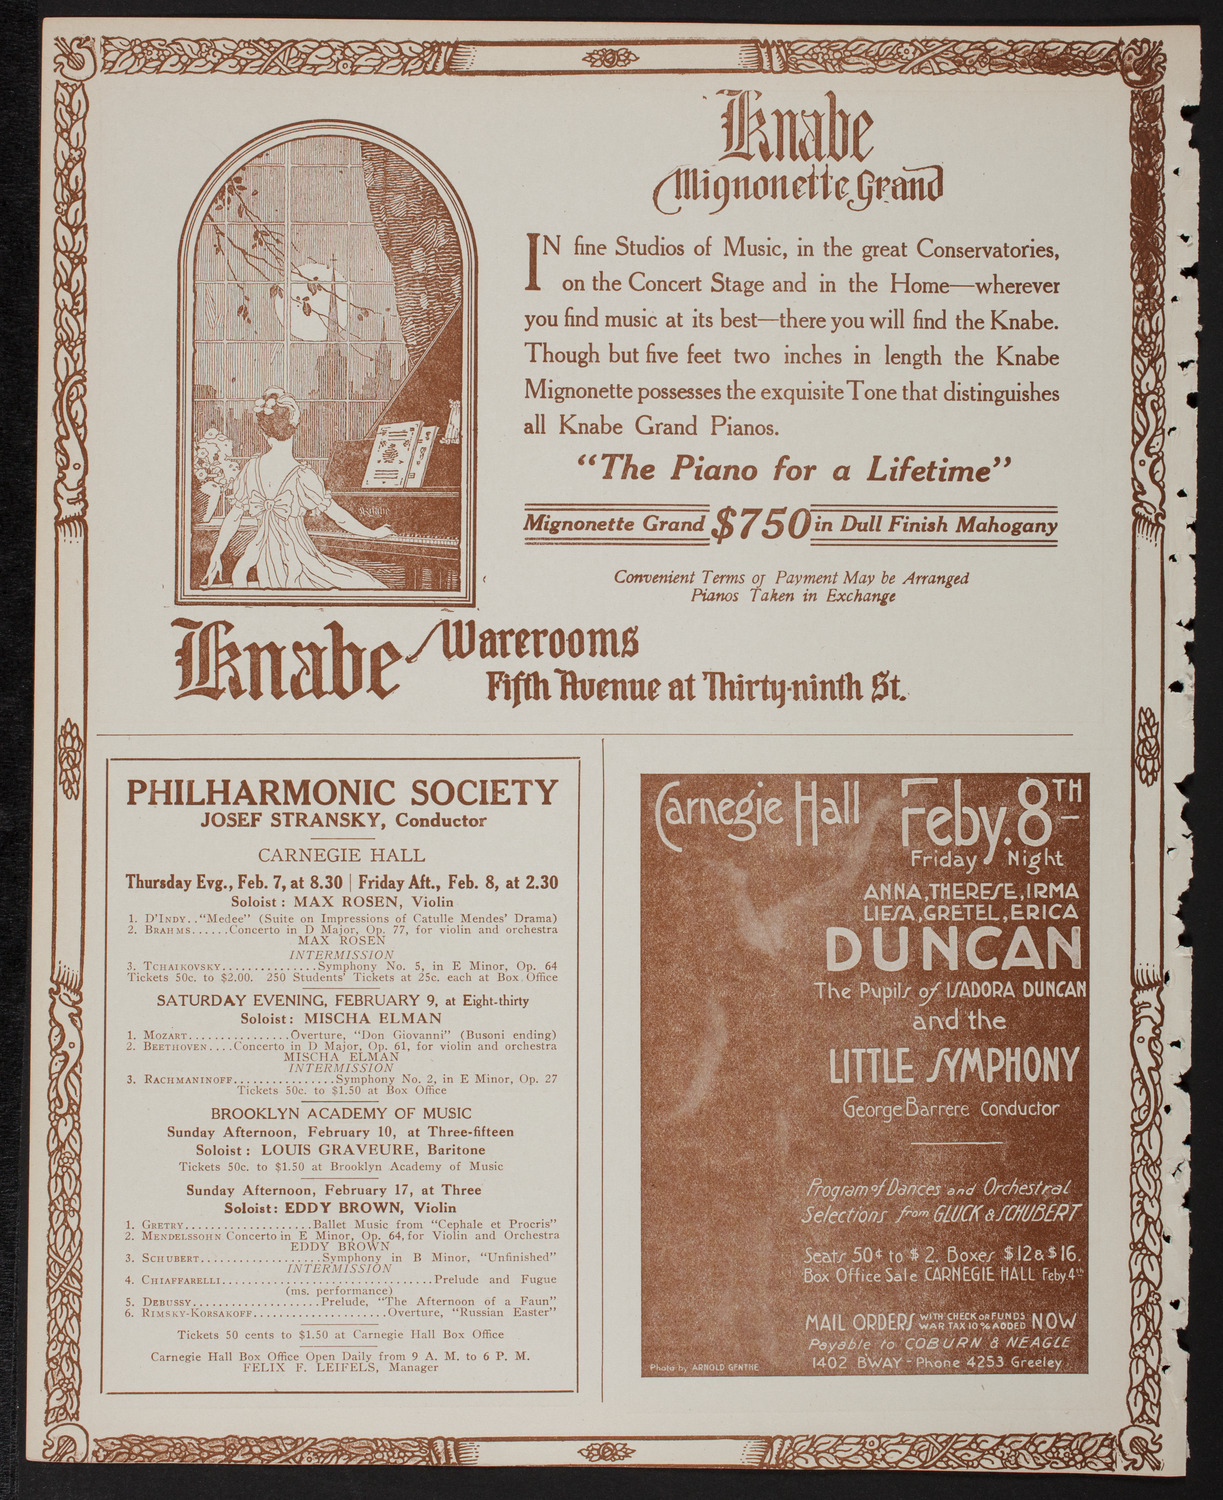 Knabe
Mignonette Grand
IN fine Studios of Music, in the great Conservatories,
on the Concert Stage and in the Home—wherever
you find music at its best—there you will find the Knabe.
Though but five feet two inches in length the Knabe
Mignonette possesses the exquisite Tone that distinguishes
all Knabe Grand Pianos.
"The Piano for a Lifetime"
Mignonette Grand $750 in Dull Finish Mahogany
Convenient Terms of Payment May be Arranged
Pianos Taken in Exchange
Knabe
Knabe Warerooms
Fifth Avenue at Thirty-ninth St.
PHILHARMONIC SOCIETY
JOSEF STRANSKY, Conductor
CARNEGIE HALL
Thursday Evg., Feb. 7, at 8.30 | Friday Aft., Feb. 8, at 2.30
Soloist: MAX ROSEN, Violin
1. D'INDY.."Medee" (Suite on Impressions of Catulle Mendes' Drama)
2. BRAHMS......Concerto in D Major, Op. 77, for violin and orchestra
MAX ROSEN
INTERMISSION
3. TCHAIKOVSKY...............Symphony No. 5, in E Minor, Op. 64
Tickets 50c. to $2.00. 250 Students' Tickets at 25c. each at Box Office
SATURDAY EVENING, FEBRUARY 9, at Eight-thirty
Soloist: MISCHA ELMAN
1. MOZART................Overture, "Don Giovanni" (Busoni ending)
2. BEETHOVEN....Concerto in D Major, Op. 61, for violin and orchestra
MISCHA ELMAN
INTERMISSION
3. RACHMANINOFF................Symphony No. 2, in E Minor, Op. 27
Tickets 50c. to $1.50 at Box Office
BROOKLYN ACADEMY OF MUSIC
Sunday Afternoon, February 10, at Three-fifteen
Soloist: LOUIS GRAVEURE, Baritone
Tickets 50c. to $1.50 at Brooklyn Academy of Music
Sunday Afternoon, February 17, at Three
Soloist: EDDY BROWN, Violin
1. GRETRY....................Ballet Music from "Cephale et Procris"
2. MENDELSSOHN Concerto in E Minor, Op. 64, for Violin and Orchestra
EDDY BROWN
3. SCHUBERT...................Symphony in B Minor, "Unfinished"
INTERMISSION
4. CHIAFFARELLI.................................Prelude and Fugue
(ms. performance)
5. DEBUSSY....................Prelude, "The Afternoon of a Faun"
6. RIMSKY-KORSAKOFF.....................Overture, "Russian Easter"
Tickets 50 cents to $1.50 at Carnegie Hall Box Office
Carnegie Hall Box Office Open Daily from 9 A. M. to 6 P. M.
FELIX F. LEIFELS, Manager
Carnegie Hall Feby. 8TH
Friday Night
ANNA, THERESE, IRMA
LIESA, GRETEL, ERICA
DUNCAN
The Pupils of ISADORA DUNCAN
and the
LITTLE SYMPHONY
George Barrere Conductor
Program of Dances and Orchestral
Selections from GLUCK & SCHUBERT
Seats 50¢ to $2. Boxes $12 & $16.
Box Office Sale CARNEGIE HALL Feby 4th
MAIL ORDERS WITH CHECK OR FUNDS WAR TAX 10% ADDED NOW
Payable to COBURN & NEAGLE
1402 BWAY - Phone 4253 Greeley
Photo by ARNOLD GENTHE